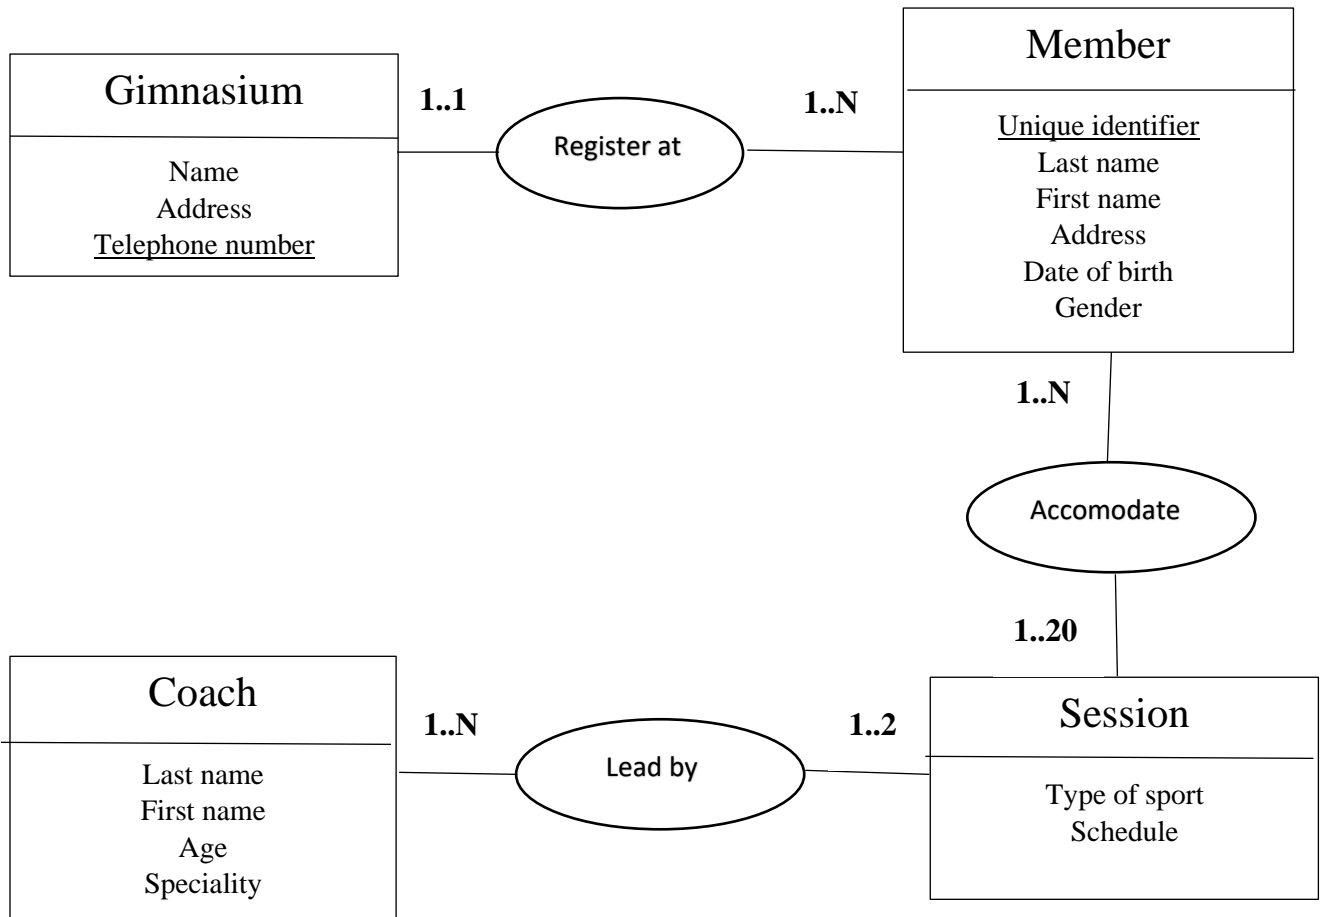 Gimnasium
Name
Address
Telephone number
1..1
Register at
1..N
Member
Unique identifier
Last name
First name
Address
Date of birth
Gender
1..N
Accomodate
1..20
Coach
Last name
First name
Age
Speciality
1..N
Lead by
1..2
Session
Type of sport
Schedule